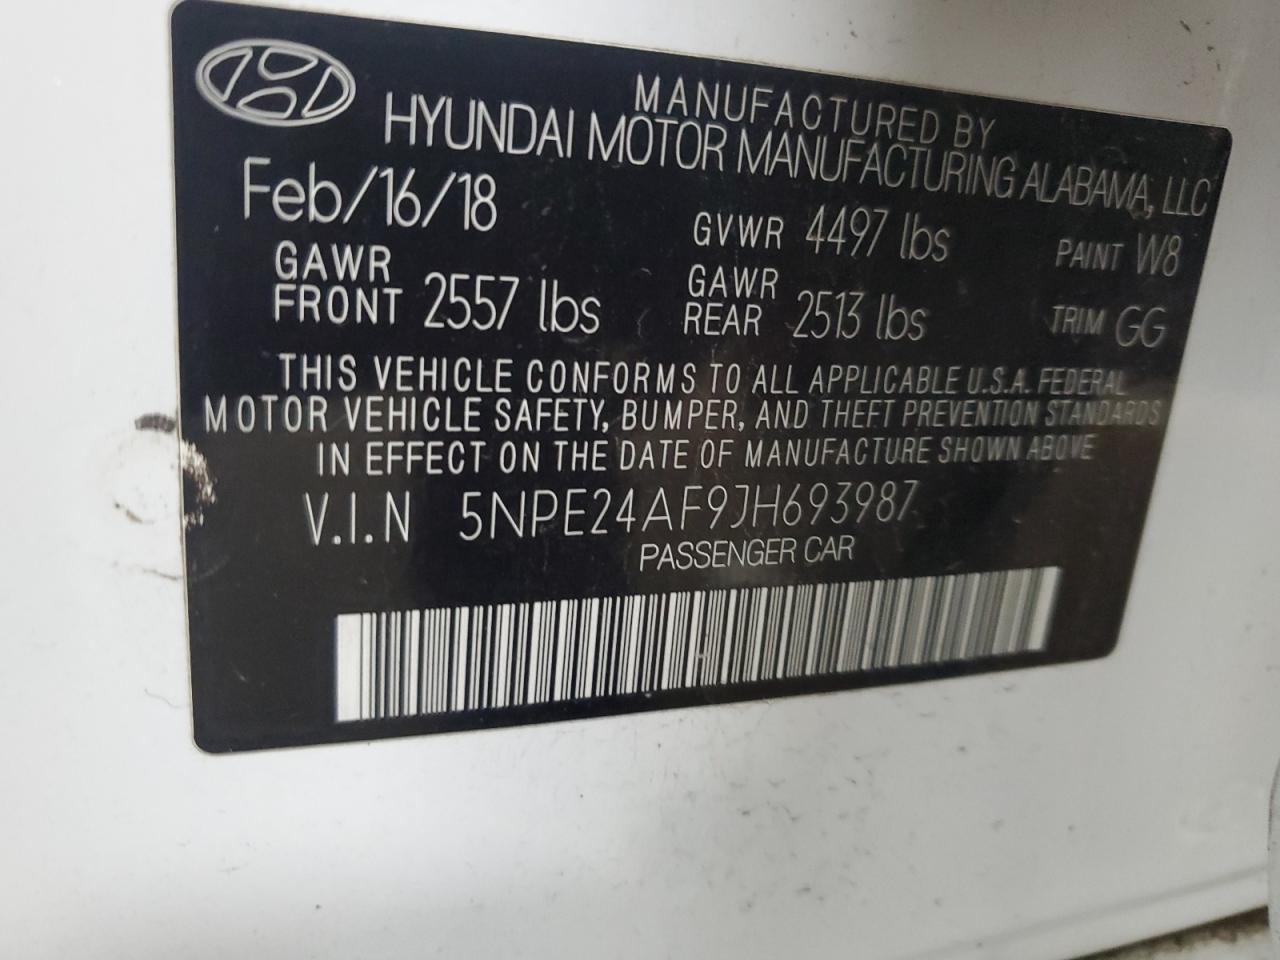 MANUFACTURED BY
HYUNDAI MOTOR MANUFACTURING ALABAMA, LLC
Feb/16/18 GVWR 4497 lbs PAINT W8
GAWR FRONT 2557 lbs GAWR REAR 2513 lbs TRIM GG
THIS VEHICLE CONFORMS TO ALL APPLICABLE U.S.A. FEDERAL
MOTOR VEHICLE SAFETY, BUMPER, AND THEFT PREVENTION STANDARDS
IN EFFECT ON THE DATE OF MANUFACTURE SHOWN ABOVE
V.I.N 5NPE24AF9JH693987
PASSENGER CAR